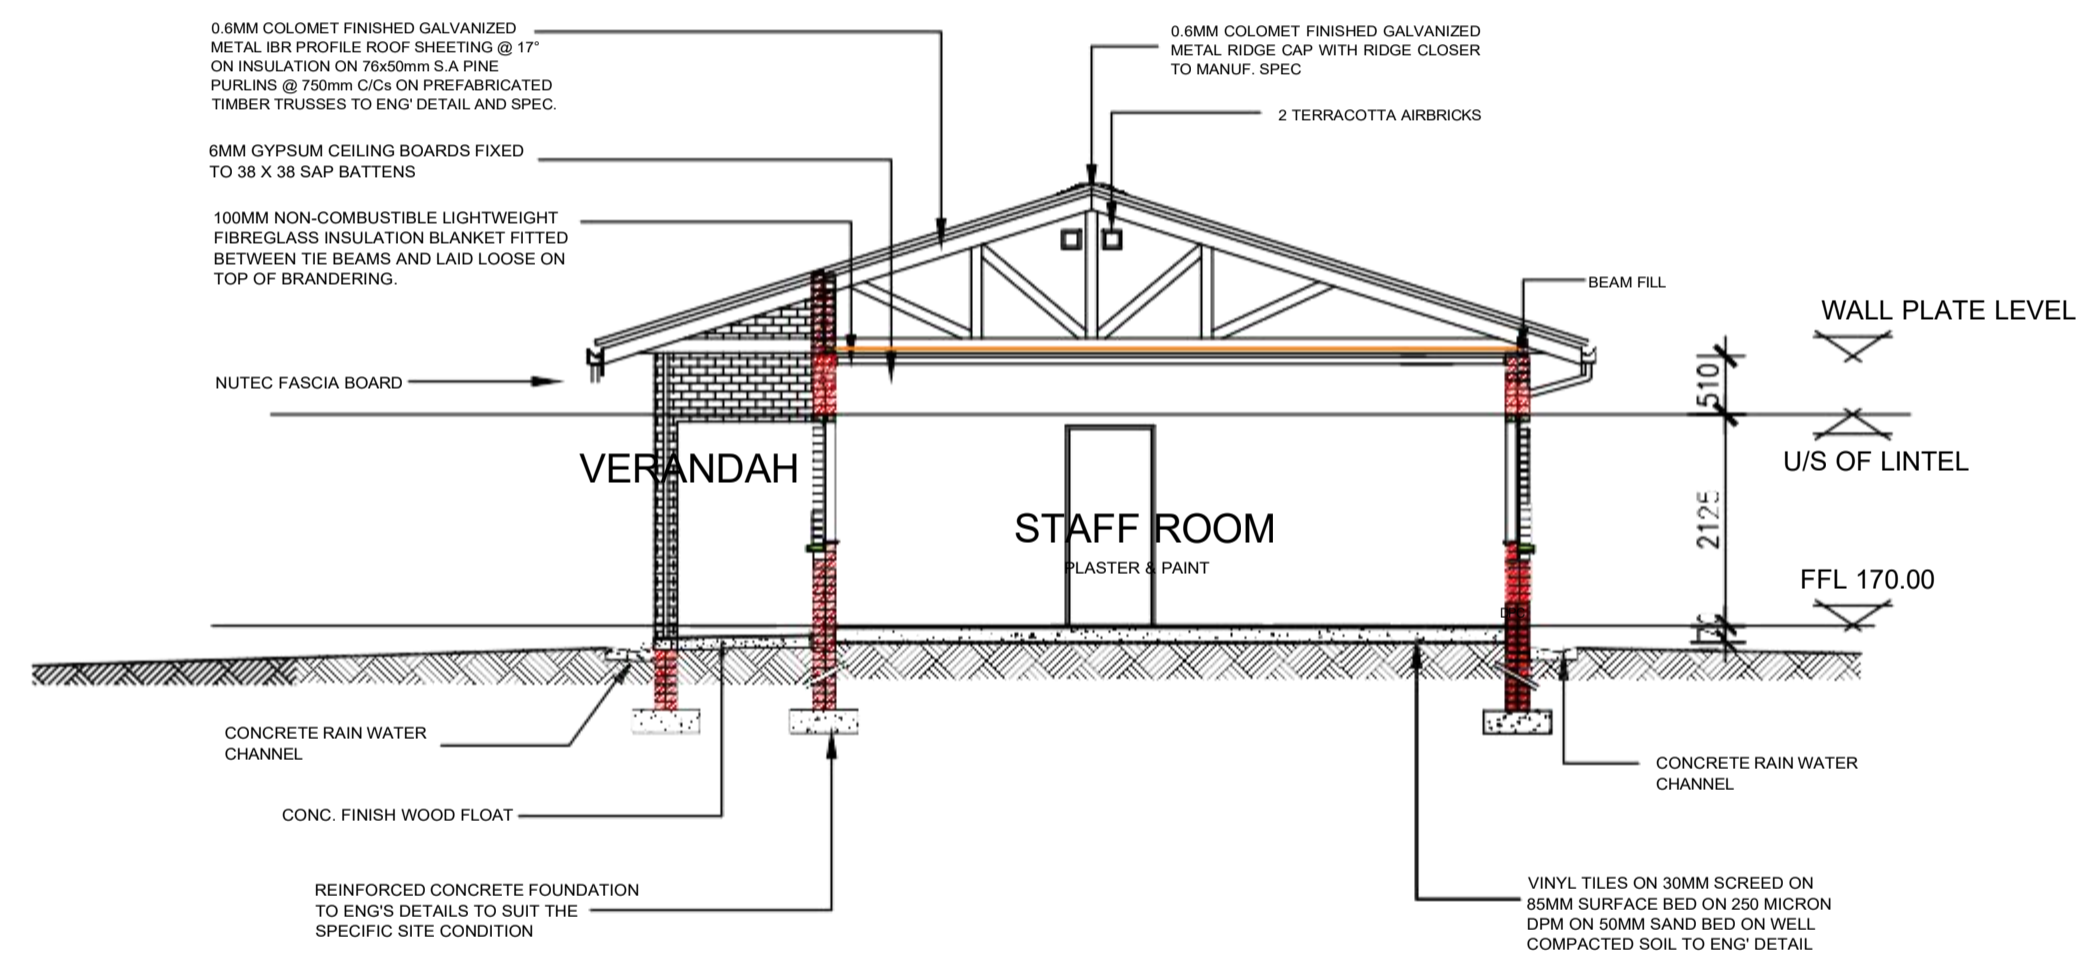 0.6MM COLOMET FINISHED GALVANIZED
METAL IBR PROFILE ROOF SHEETING @ 17°
ON INSULATION ON 76x50mm S.A PINE
PURLINS @ 750mm C/Cs ON PREFABRICATED
TIMBER TRUSSES TO ENG' DETAIL AND SPEC.
0.6MM COLOMET FINISHED GALVANIZED
METAL RIDGE CAP WITH RIDGE CLOSER
TO MANUF. SPEC
2 TERRACOTTA AIRBRICKS
6MM GYPSUM CEILING BOARDS FIXED
TO 38 X 38 SAP BATTENS
100MM NON-COMBUSTIBLE LIGHTWEIGHT
FIBREGLASS INSULATION BLANKET FITTED
BETWEEN TIE BEAMS AND LAID LOOSE ON
TOP OF BRANDERING.
BEAM FILL
WALL PLATE LEVEL
NUTEC FASCIA BOARD
510
VERANDAH
U/S OF LINTEL
STAFF ROOM
PLASTER & PAINT
2125
FFL 170.00
CONCRETE RAIN WATER
CHANNEL
CONCRETE RAIN WATER
CHANNEL
CONC. FINISH WOOD FLOAT
REINFORCED CONCRETE FOUNDATION
TO ENG'S DETAILS TO SUIT THE
SPECIFIC SITE CONDITION
VINYL TILES ON 30MM SCREED ON
85MM SURFACE BED ON 250 MICRON
DPM ON 50MM SAND BED ON WELL
COMPACTED SOIL TO ENG' DETAIL